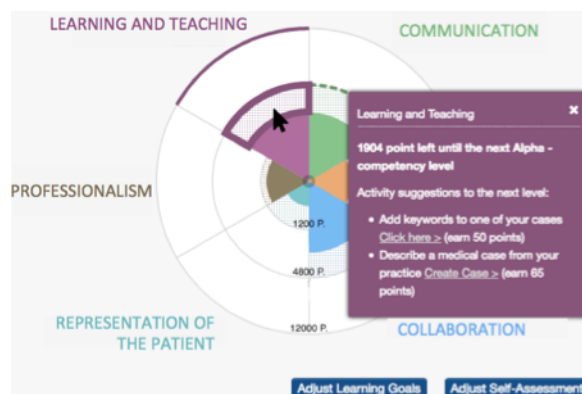 LEARNING AND TEACHING
COMMUNICATION
Learning and Teaching
1904 point left until the next Alpha -
competency level
Activity suggestions to the next level:
• Add keywords to one of your cases
Click here > (earn 50 points)
• Describe a medical case from your
practice Create Case > (earn 65
points)
PROFESSIONALISM
1200 P.
4800 P.
12000 P.
REPRESENTATION OF
THE PATIENT
COLLABORATION
Adjust Learning Goals
Adjust Self-Assessment